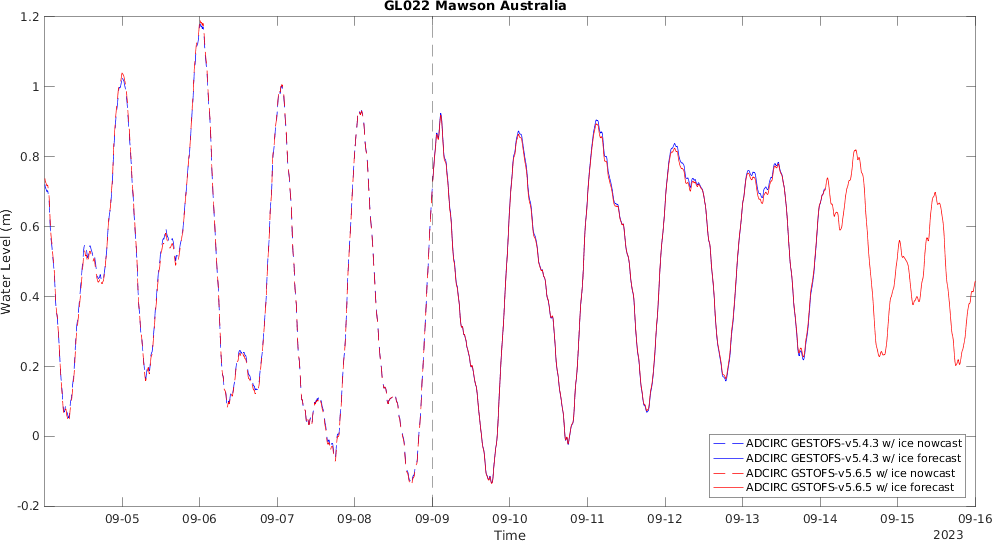 GL022 Mawson Australia
1.2
1
0.8
0.6
0.4
0.2
0
-0.2
Water Level (m)
ADCIRC GESTOFS-v5.4.3 w/ ice nowcast
ADCIRC GESTOFS-v5.4.3 w/ ice forecast
ADCIRC GSTOFS-v5.6.5 w/ ice nowcast
ADCIRC GSTOFS-v5.6.5 w/ ice forecast
09-05 09-06 09-07 09-08 09-09 09-10 09-11 09-12 09-13 09-14 09-15 09-16
Time
2023